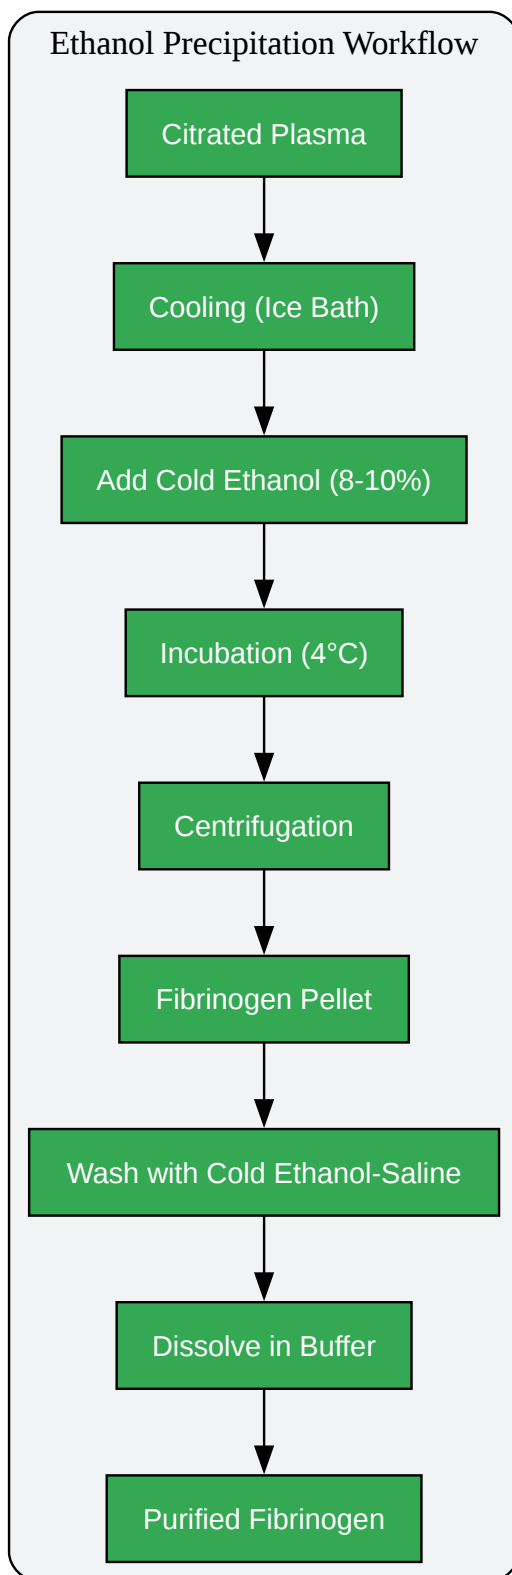 Ethanol Precipitation Workflow
Citrated Plasma
Cooling (Ice Bath)
Add Cold Ethanol (8-10%)
Incubation (4°C)
Centrifugation
Fibrinogen Pellet
Wash with Cold Ethanol-Saline
Dissolve in Buffer
Purified Fibrinogen